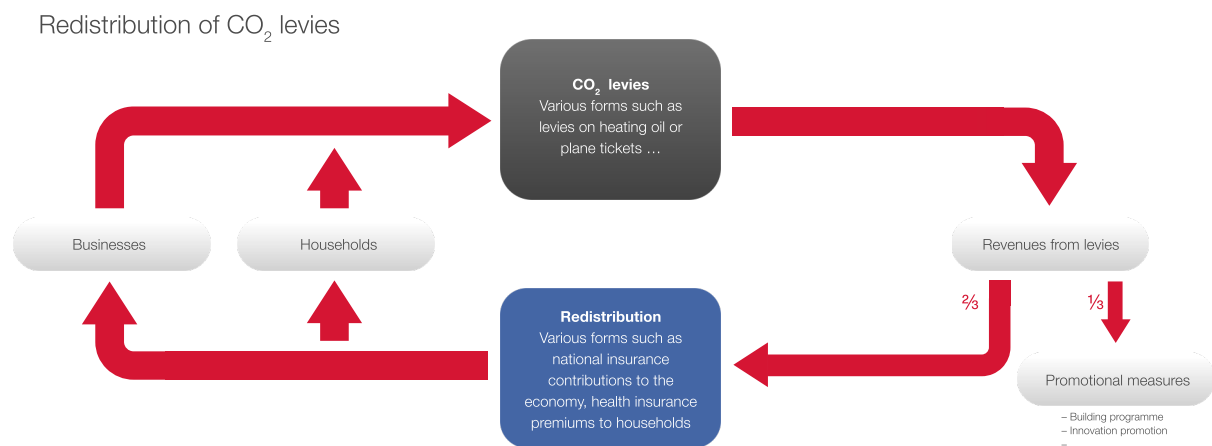 Redistribution of CO₂ levies
CO₂ levies
Various forms such as
levies on heating oil or
plane tickets …
Businesses
Households
Revenues from levies
⅔
⅓
Redistribution
Various forms such as
national insurance
contributions to the
economy, health insurance
premiums to households
Promotional measures
– Building programme
– Innovation promotion
–